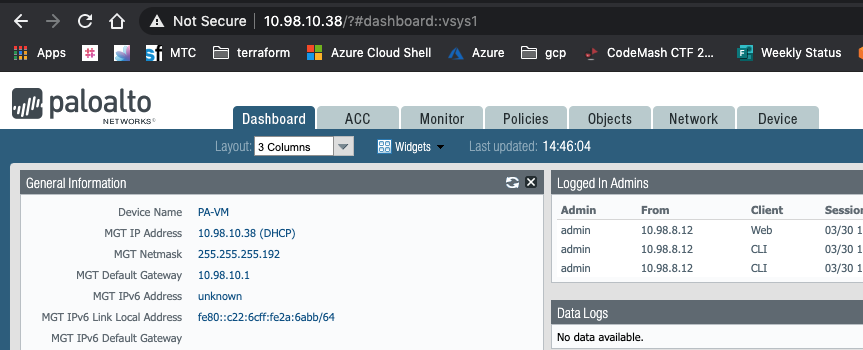 Not Secure | 10.98.10.38/?#dashboard::vsys1
Apps MTC terraform Azure Cloud Shell Azure gcp CodeMash CTF 2... Weekly Status
paloalto
NETWORKS®
Dashboard ACC Monitor Policies Objects Network Device
Layout: 3 Columns Widgets Last updated: 14:46:04
General Information
Device Name PA-VM
MGT IP Address 10.98.10.38 (DHCP)
MGT Netmask 255.255.255.192
MGT Default Gateway 10.98.10.1
MGT IPv6 Address unknown
MGT IPv6 Link Local Address fe80::c22:6cff:fe2a:6abb/64
MGT IPv6 Default Gateway
Logged In Admins
Admin From Client Sessio
admin 10.98.8.12 Web 03/30 1
admin 10.98.8.12 CLI 03/30 1
admin 10.98.8.12 CLI 03/30 1
Data Logs
No data available.